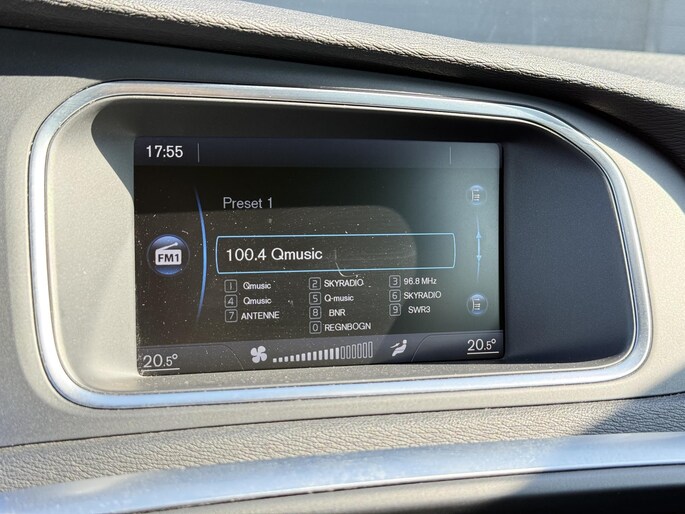 17:55
Preset 1
FM1
100.4 Qmusic
1 Qmusic 2 SKYRADIO 3 96.8 MHz
4 Qmusic 5 Q-music 6 SKYRADIO
7 ANTENNE 8 BNR 9 SWR3
0 REGNBOGN
20.5° 20.5°